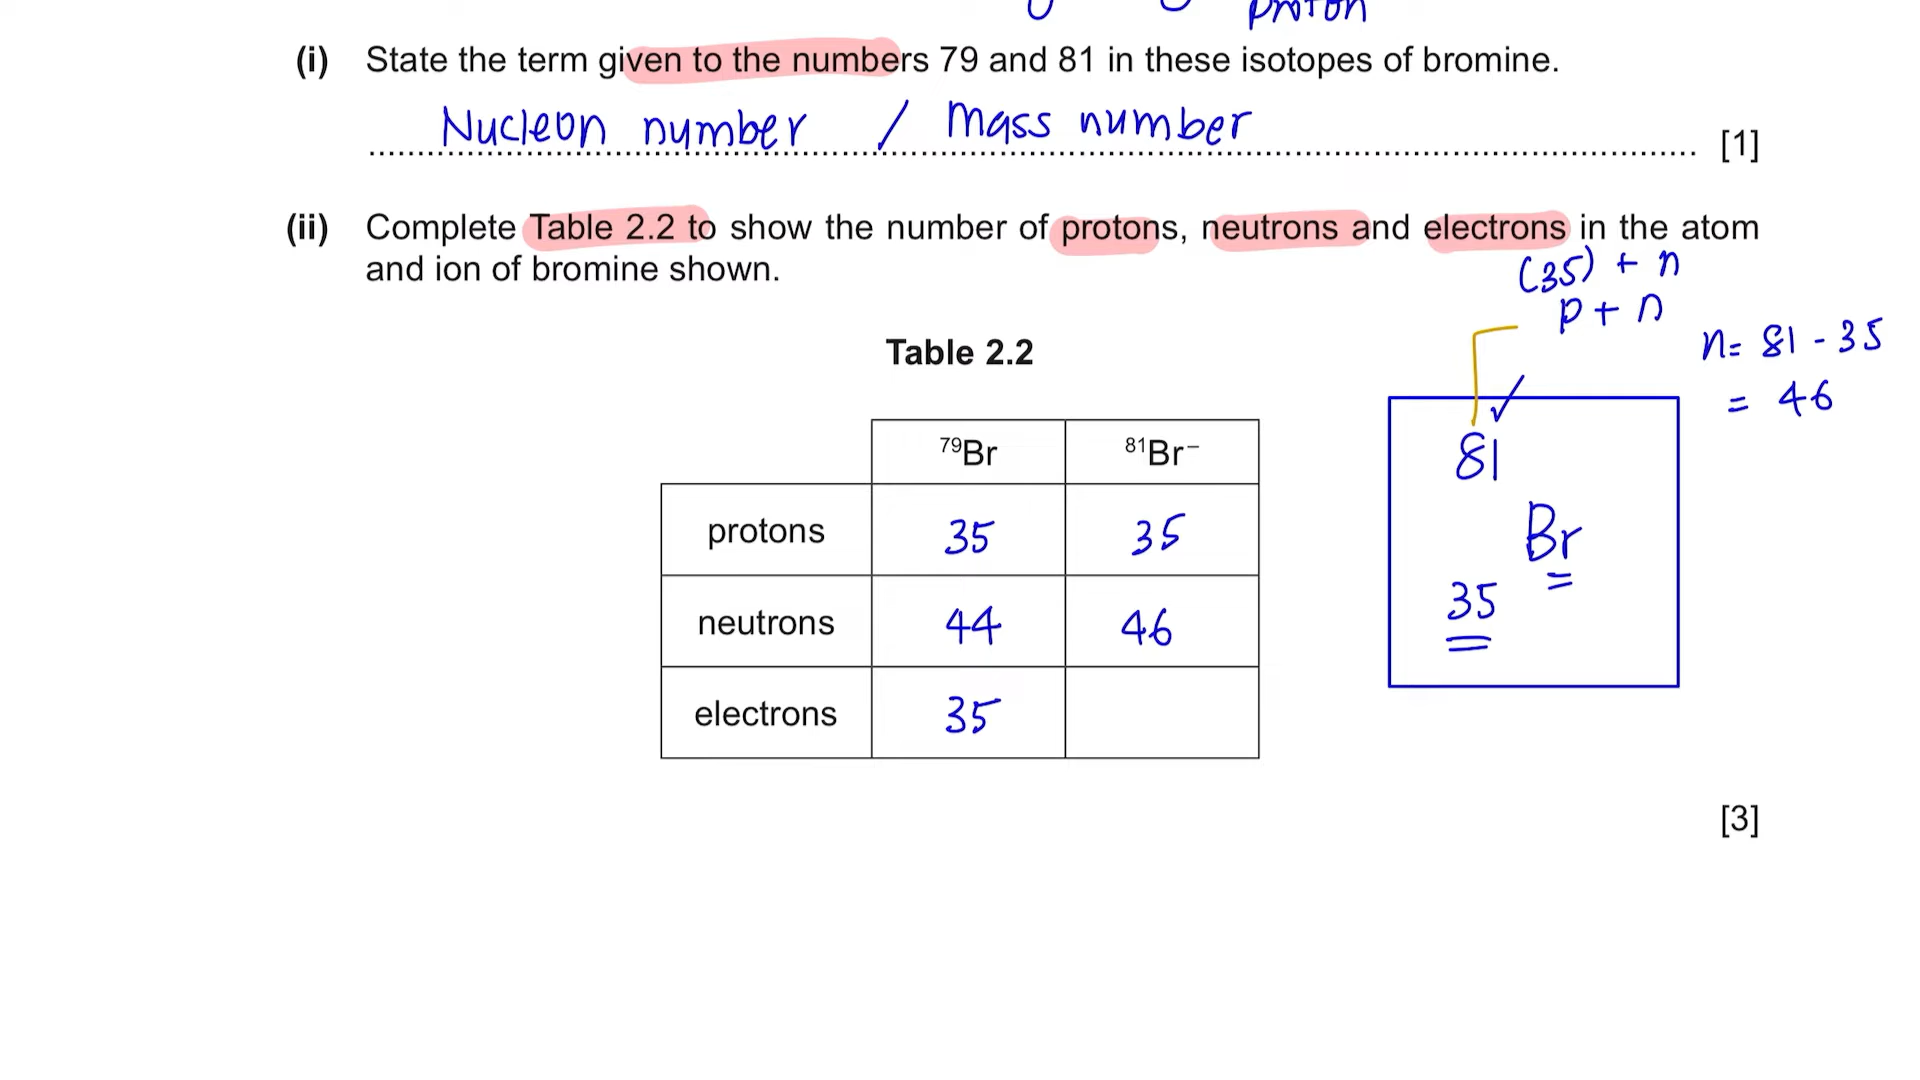 proton
(i) State the term given to the numbers 79 and 81 in these isotopes of bromine.
Nucleon number / Mass number
[1]
(ii) Complete Table 2.2 to show the number of protons, neutrons and electrons in the atom
and ion of bromine shown.
(35) + n
p + n
n = 81 - 35
= 46
Table 2.2
⁷⁹Br ⁸¹Br⁻
protons 35 35
neutrons 44 46
electrons 35
81
Br
35
[3]